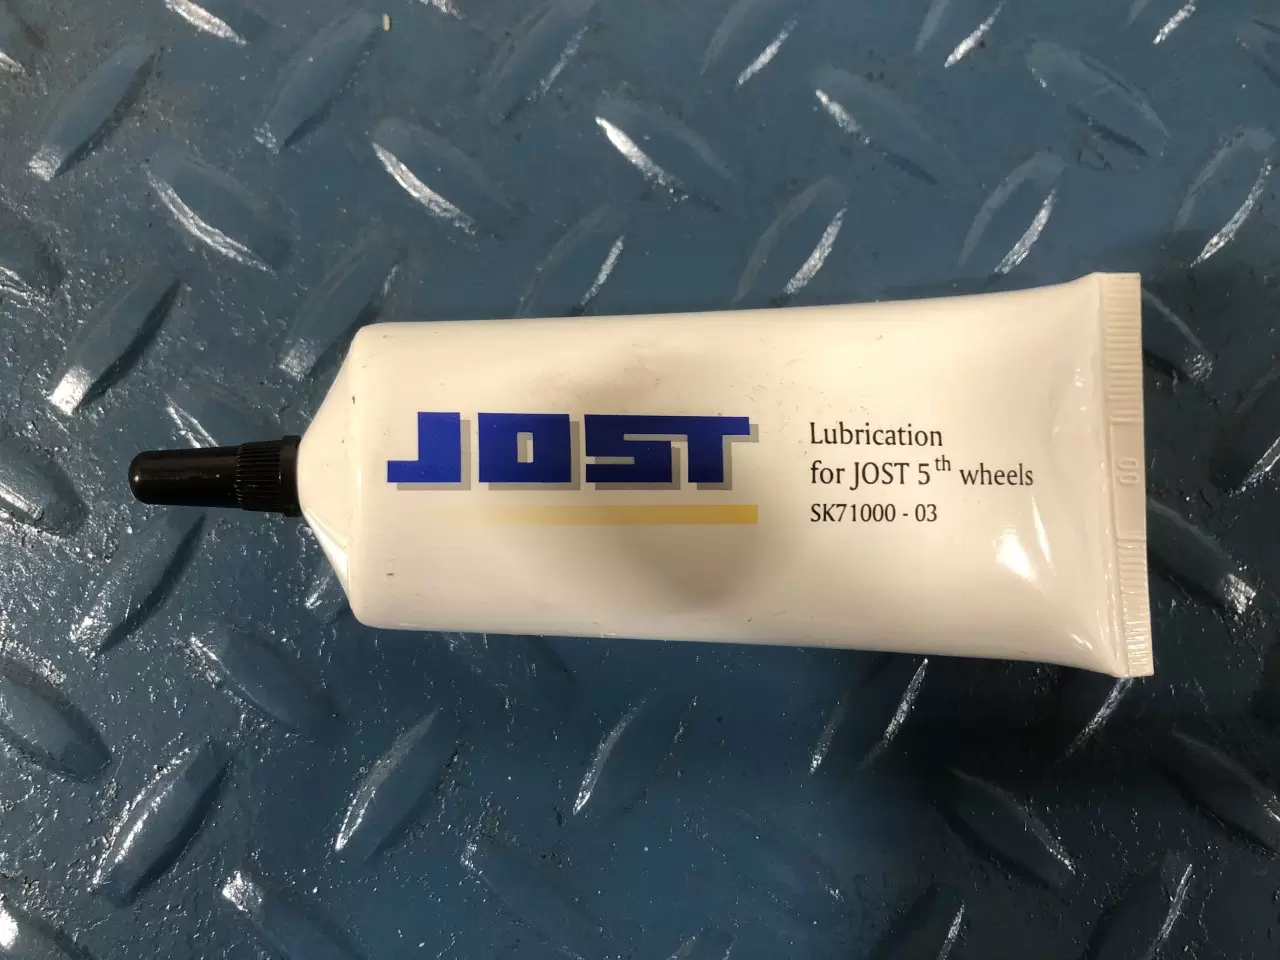 JOST
Lubrication
for JOST 5th wheels
SK71000 - 03